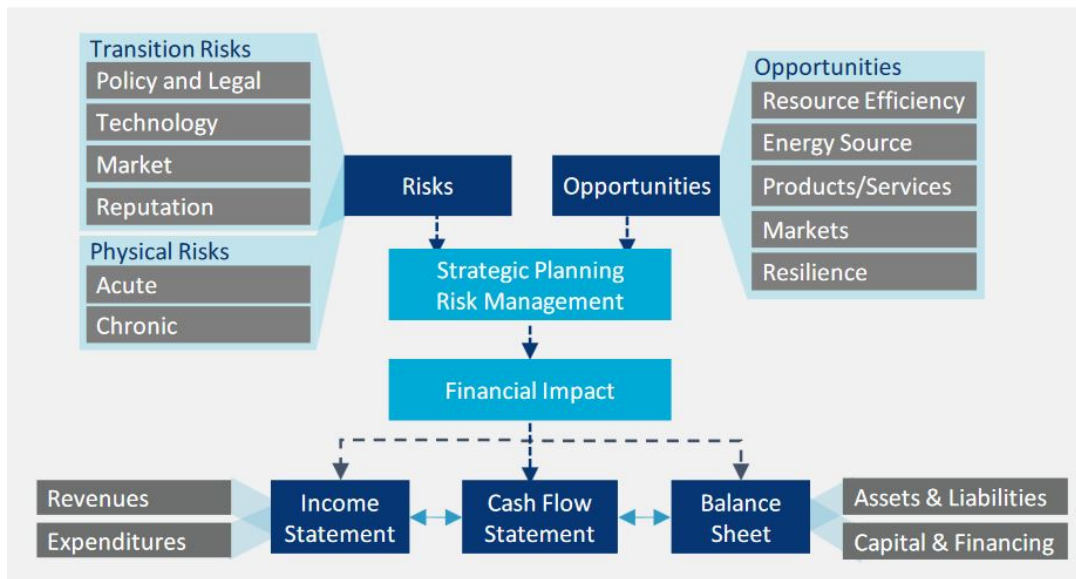 Transition Risks
Policy and Legal
Technology
Market
Reputation
Physical Risks
Acute
Chronic
Risks
Opportunities
Opportunities
Resource Efficiency
Energy Source
Products/Services
Markets
Resilience
Strategic Planning
Risk Management
Financial Impact
Revenues
Expenditures
Income
Statement
Cash Flow
Statement
Balance
Sheet
Assets & Liabilities
Capital & Financing